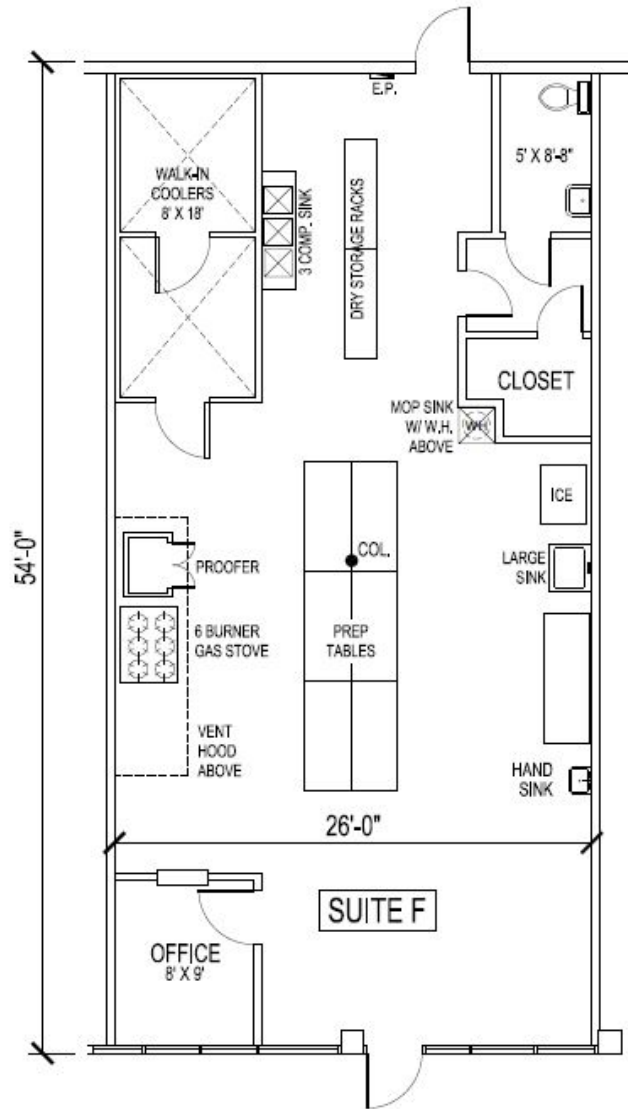 E.P.
5' X 8'-8"
WALK-IN
COOLERS
8' X 18'
3 COMP. SINK
DRY STORAGE RACKS
CLOSET
MOP SINK
W/ W.H.
ABOVE
WH
ICE
54'-0"
COL.
LARGE
SINK
PROOFER
6 BURNER
GAS STOVE
PREP
TABLES
VENT
HOOD
ABOVE
HAND
SINK
26'-0"
SUITE F
OFFICE
8' X 9'